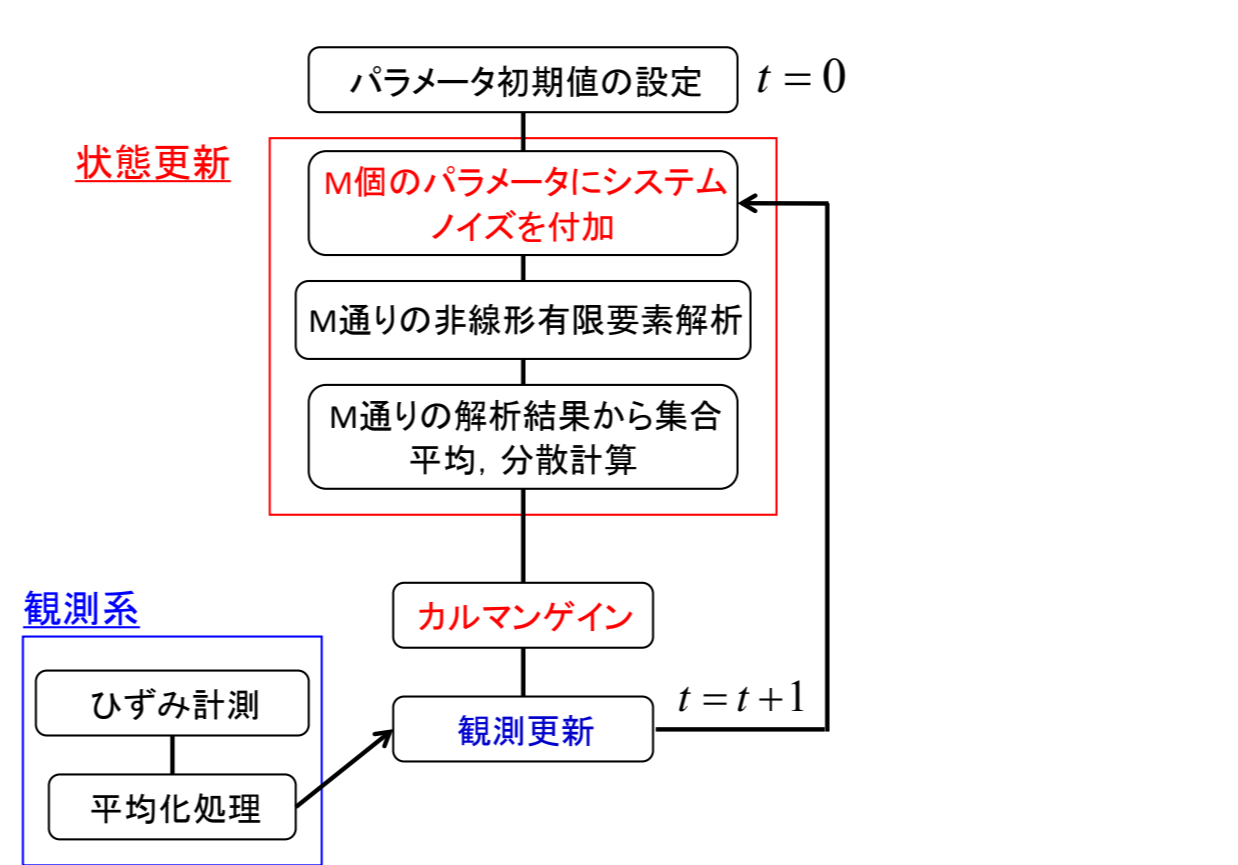 パラメータ初期値の設定
t = 0
状態更新
M個のパラメータにシステム
ノイズを付加
M通りの非線形有限要素解析
M通りの解析結果から集合
平均，分散計算
カルマンゲイン
観測系
ひずみ計測
観測更新
t = t + 1
平均化処理